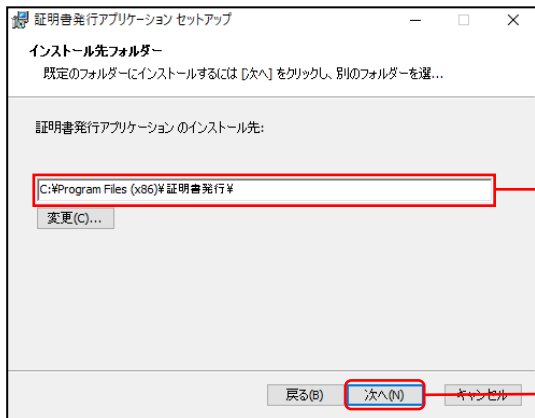 証明書発行アプリケーション セットアップ
インストール先フォルダー
既定のフォルダーにインストールするには [次へ] をクリックし、別のフォルダーを選...
証明書発行アプリケーション のインストール先:
C:¥Program Files (x86)¥証明書発行¥
変更(C)...
戻る(B) 次へ(N) キャンセル